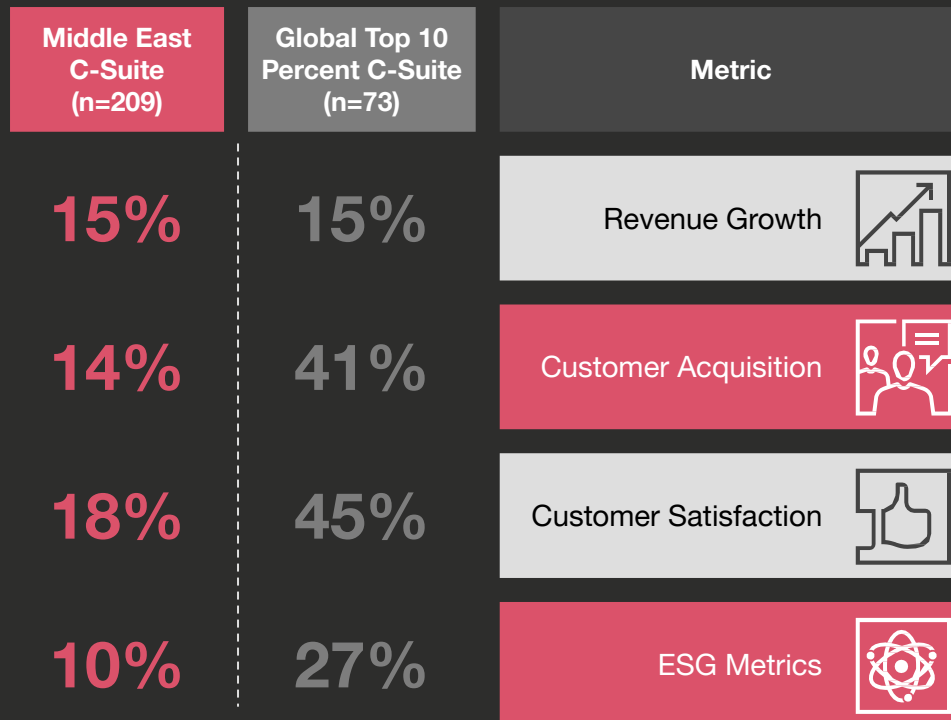 Middle East
C-Suite
(n=209)
Global Top 10
Percent C-Suite
(n=73)
Metric
15%
15%
Revenue Growth
14%
41%
Customer Acquisition
18%
45%
Customer Satisfaction
10%
27%
ESG Metrics